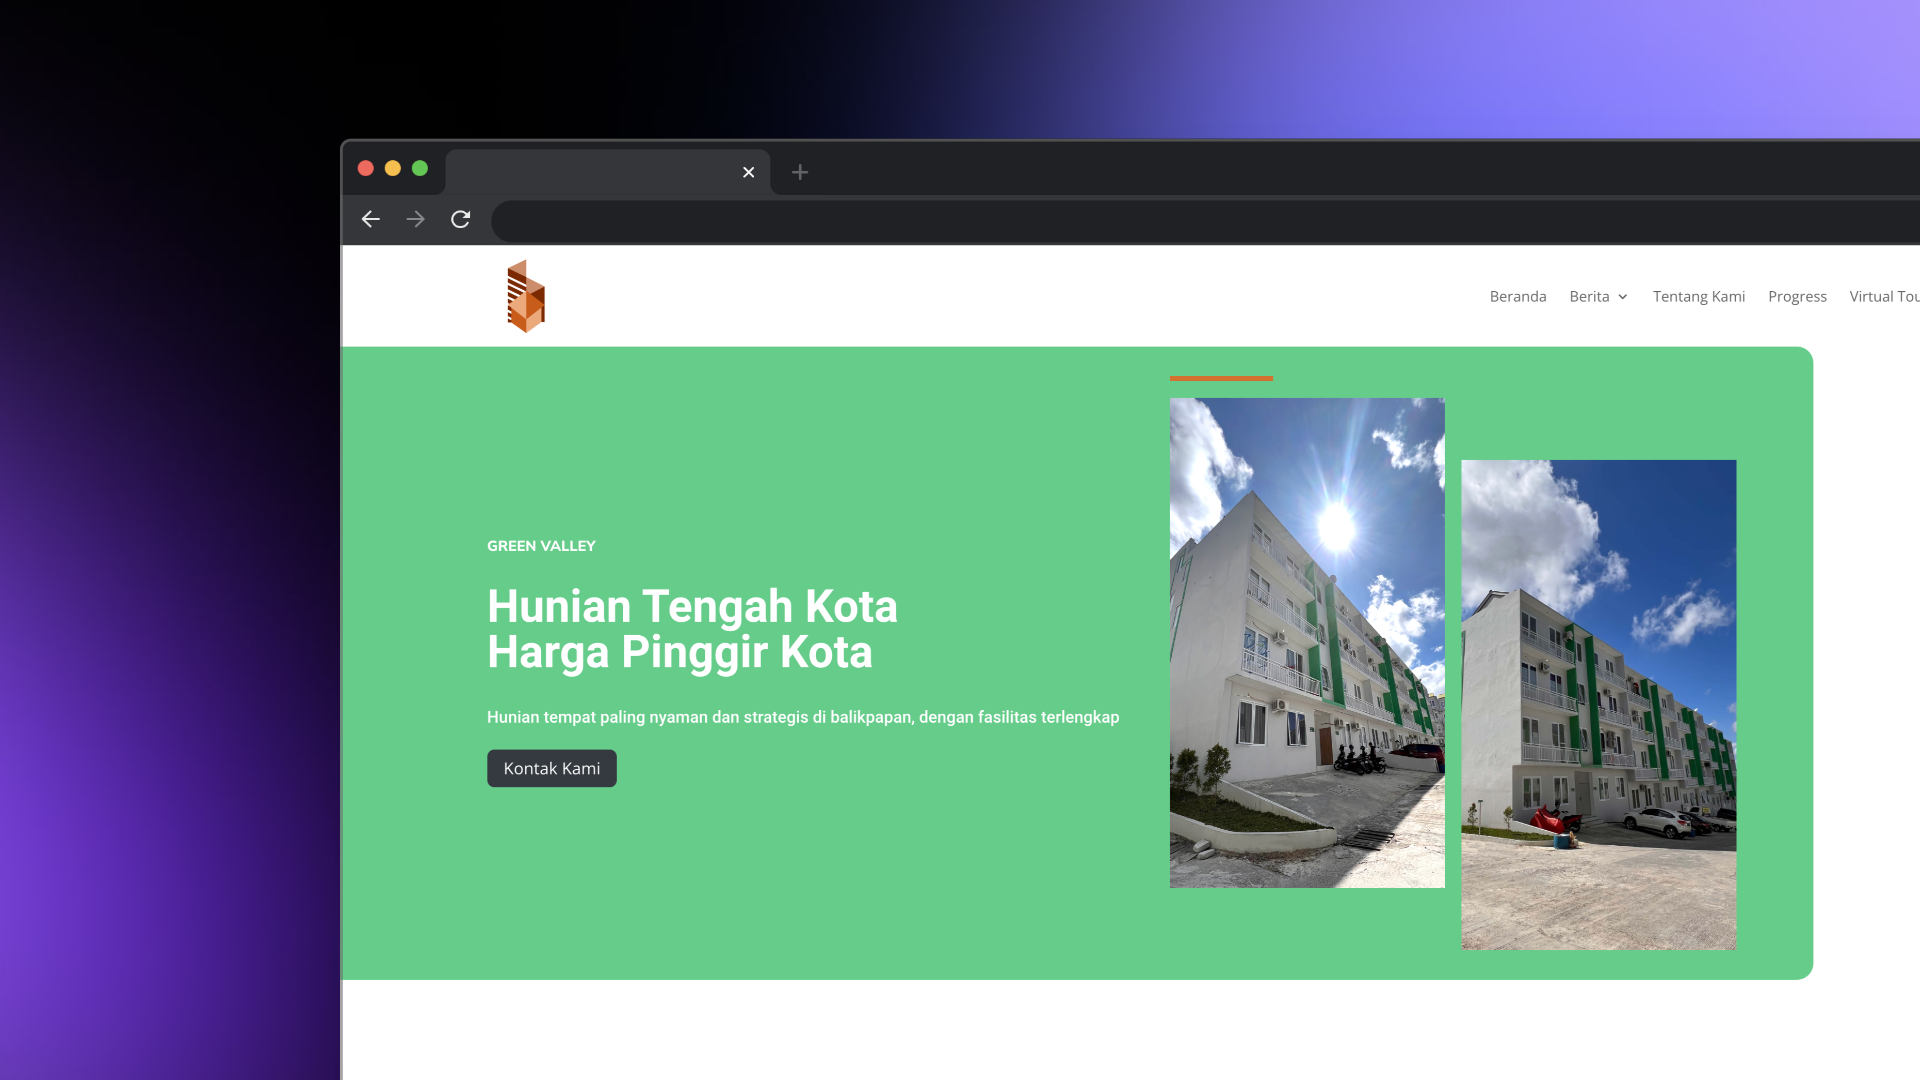 Beranda
Berita
Tentang Kami
Progress
Virtual
GREEN VALLEY
Hunian Tengah Kota
Harga Pinggir Kota
Hunian tempat paling nyaman dan strategis di balikpapan, dengan fasilitas terlengkap
Kontak Kami